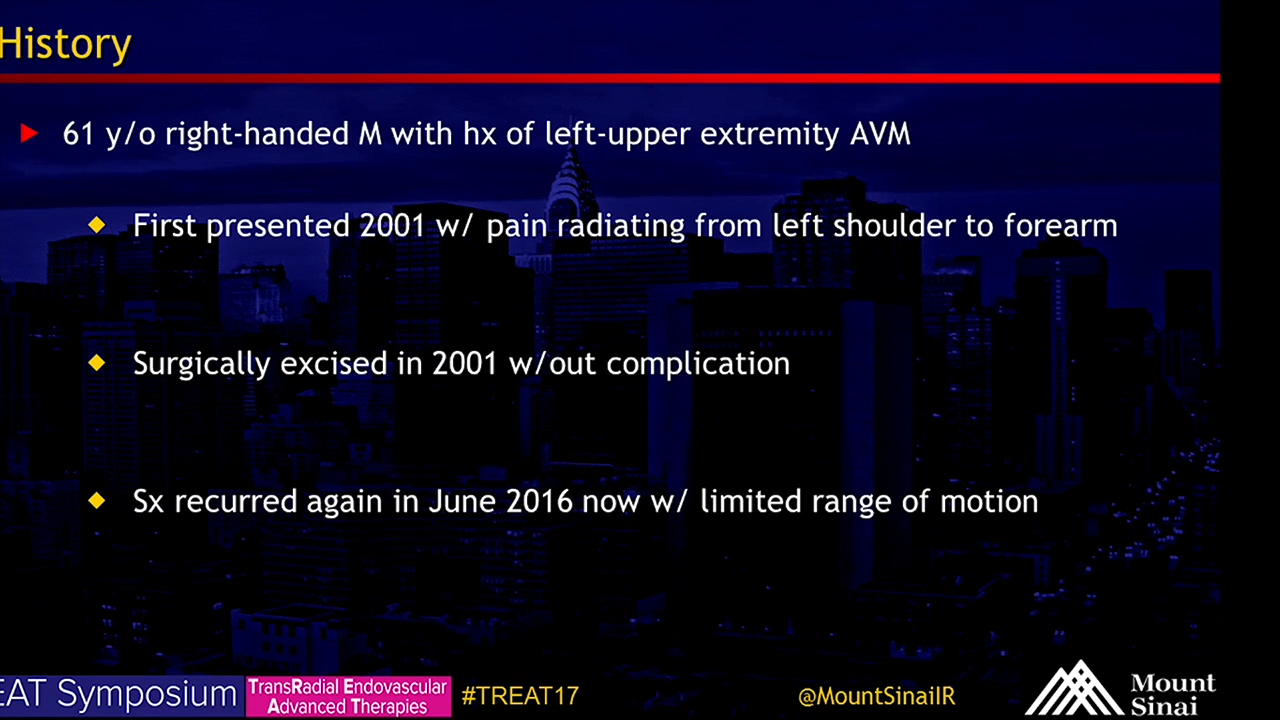 History
61 y/o right-handed M with hx of left-upper extremity AVM
First presented 2001 w/ pain radiating from left shoulder to forearm
Surgically excised in 2001 w/out complication
Sx recurred again in June 2016 now w/ limited range of motion
EAT Symposium
TransRadial Endovascular
Advanced Therapies
#TREAT17
@MountSinaiIR
Mount
Sinai